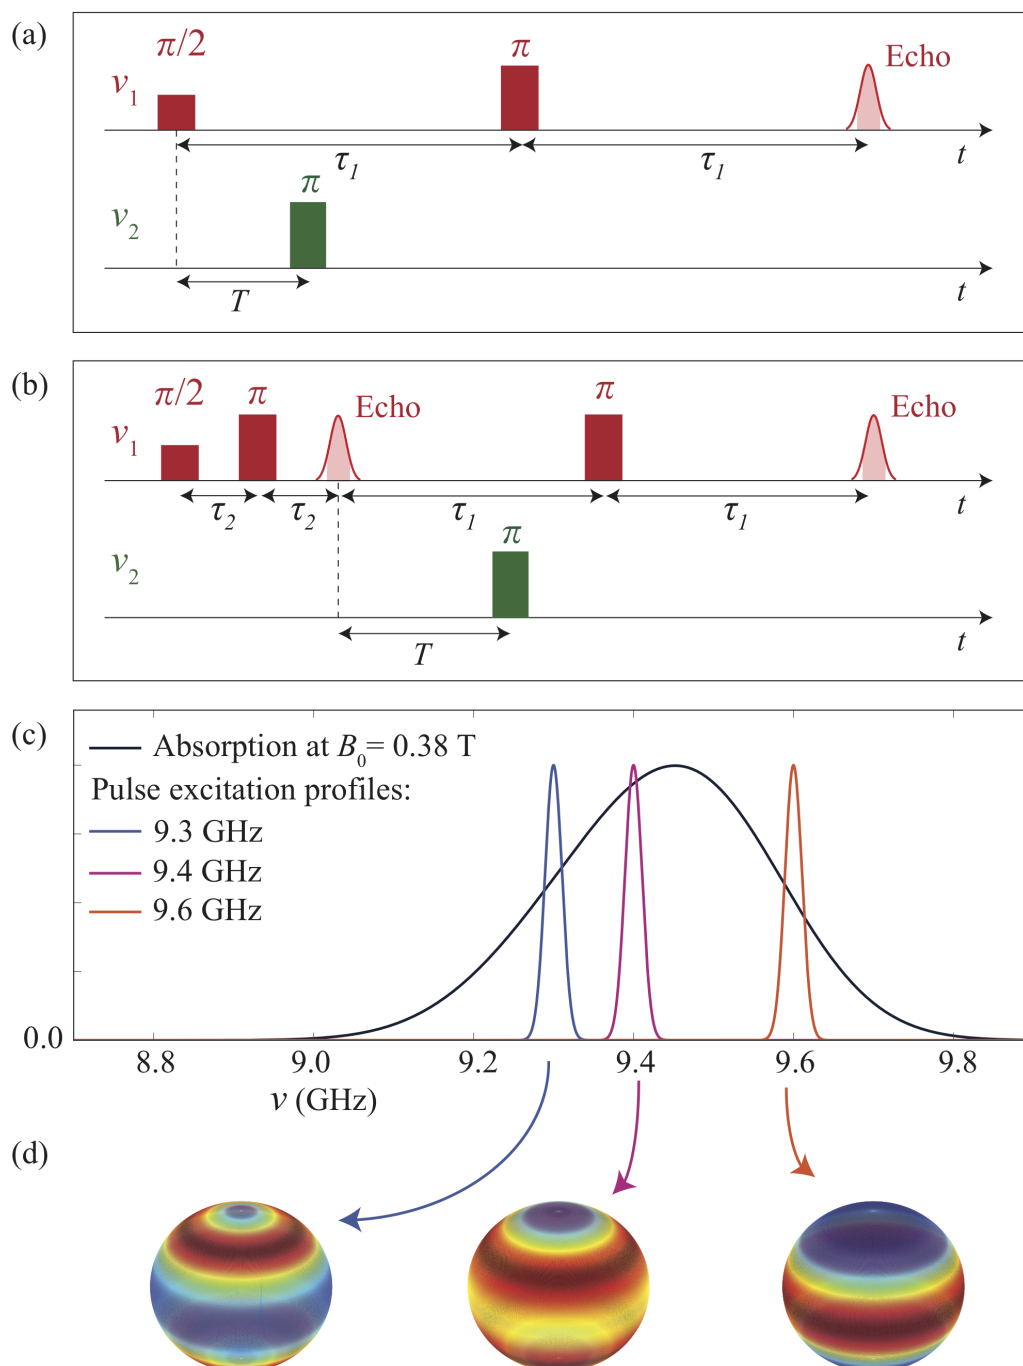 (a)
π/2
π
Echo
ν1
τ1
τ1
t
π
ν2
T
t
(b)
π/2
π
Echo
π
Echo
ν1
τ2
τ2
τ1
τ1
t
π
ν2
T
t
(c)
Absorption at B0= 0.38 T
Pulse excitation profiles:
9.3 GHz
9.4 GHz
9.6 GHz
0.0
8.8 9.0 9.2 9.4 9.6 9.8
ν (GHz)
(d)